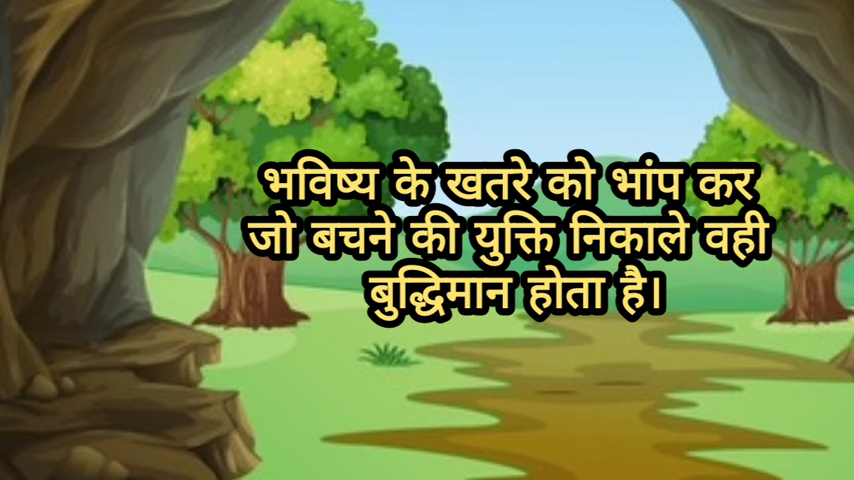 भविष्य के खतरे को भांप कर
जो बचने की युक्ति निकाले वही
बुद्धिमान होता है।